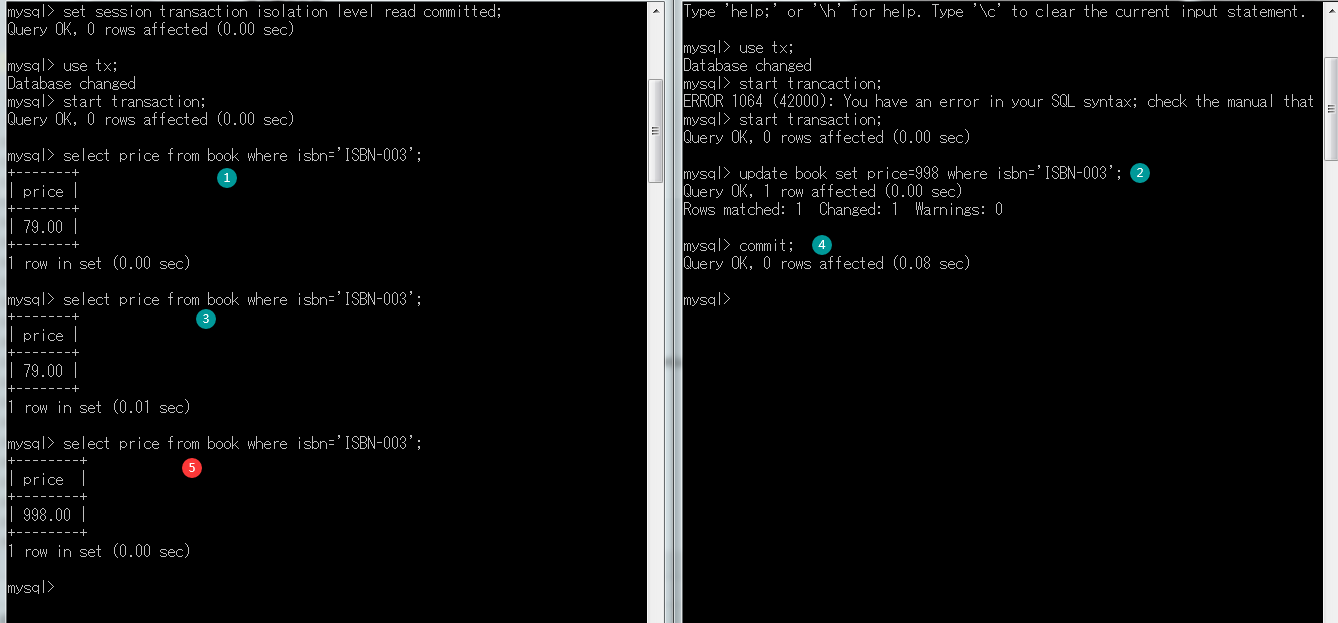 mysql> set session transaction isolation level read committed;
Query OK, 0 rows affected (0.00 sec)
mysql> use tx;
Database changed
mysql> start transaction;
Query OK, 0 rows affected (0.00 sec)
mysql> select price from book where isbn='ISBN-003';
+-------+
1
| price |
+-------+
| 79.00 |
+-------+
1 row in set (0.00 sec)
mysql> select price from book where isbn='ISBN-003';
+-------+
3
| price |
+-------+
| 79.00 |
+-------+
1 row in set (0.01 sec)
mysql> select price from book where isbn='ISBN-003';
+--------+
5
| price  |
+--------+
| 998.00 |
+--------+
1 row in set (0.00 sec)
mysql>
Type 'help;' or '\h' for help. Type '\c' to clear the current input statement.
mysql> use tx;
Database changed
mysql> start trancaction;
ERROR 1064 (42000): You have an error in your SQL syntax; check the manual that
mysql> start transaction;
Query OK, 0 rows affected (0.00 sec)
mysql> update book set price=998 where isbn='ISBN-003'; 2
Query OK, 1 row affected (0.00 sec)
Rows matched: 1  Changed: 1  Warnings: 0
mysql> commit; 4
Query OK, 0 rows affected (0.08 sec)
mysql>